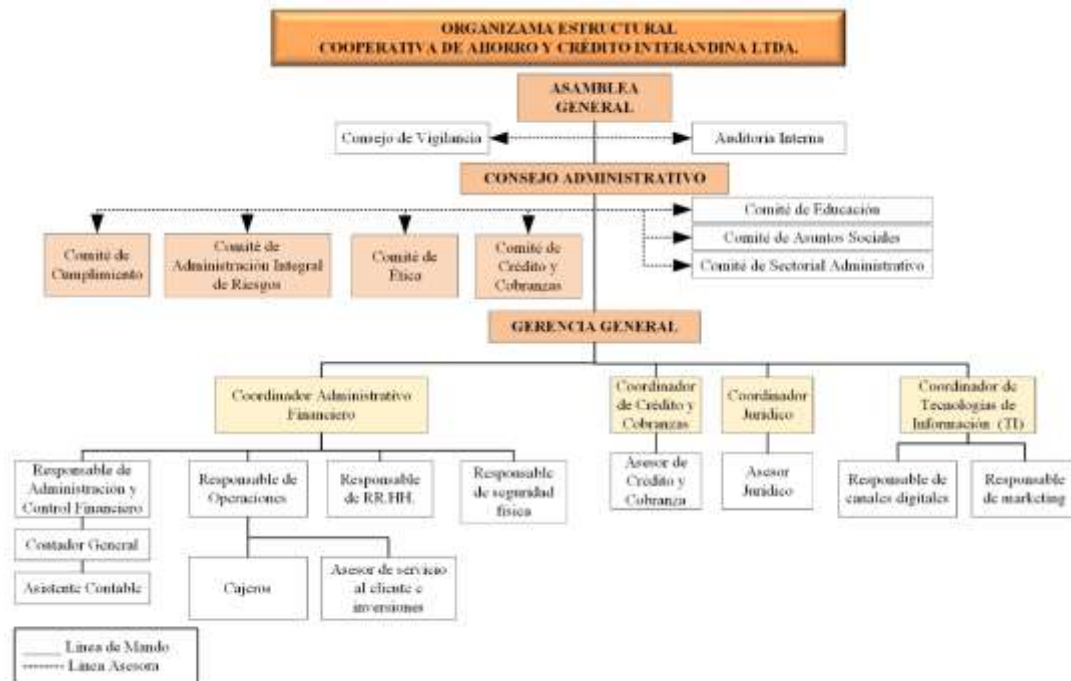 ORGANIZAMA ESTRUCTURAL
COOPERATIVA DE AHORRO Y CRÉDITO INTERANDINA LTDA.
ASAMBLEA
GENERAL
Consejo de Vigilancia
Auditoria Interna
CONSEJO ADMINISTRATIVO
Comité de Educación
Comité de Asuntos Sociales
Comité de Sectorial Administrativo
Comité de
Cumplimiento
Comité de
Administración Integral
de Riesgos
Comité de
Ética
Comité de
Crédito y
Cobranzas
GERENCIA GENERAL
Coordinador Administrativo
Financiero
Coordinador
de Crédito y
Cobranzas
Coordinador
Jurídico
Coordinador de
Tecnologías de
Información (TI)
Responsable de
Administración y
Control Financiero
Responsable de
Operaciones
Responsable
de RR.HH.
Responsable
de seguridad
física
Asesor de
Crédito y
Cobranza
Asesor
Jurídico
Responsable de
canales digitales
Responsable
de marketing
Contador General
Asistente Contable
Cajeros
Asesor de servicio
al cliente e
inversiones
Línea de Mando
Línea Asesora